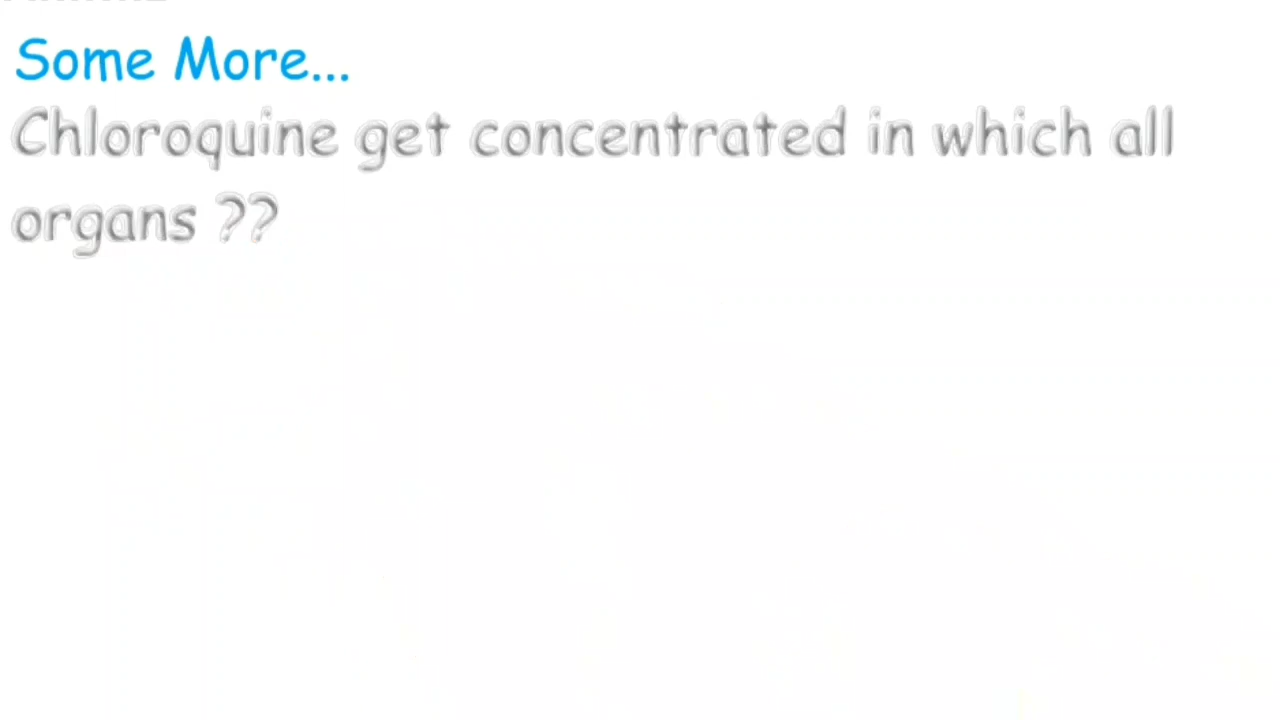 Some More...
Chloroquine get concentrated in which all
organs ??